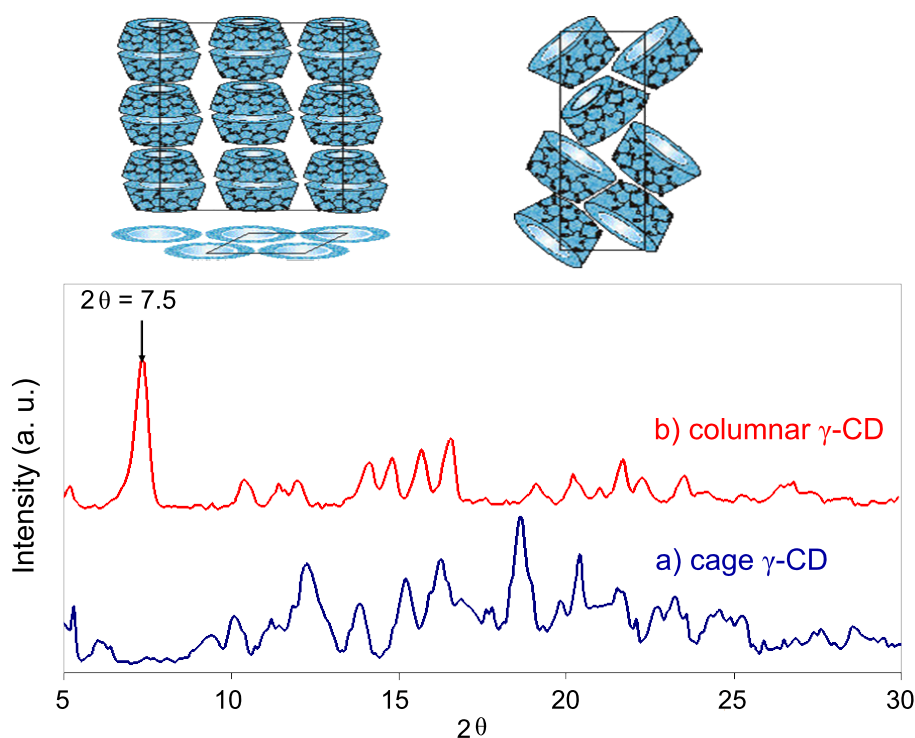 2θ = 7.5
Intensity (a. u.)
b) columnar γ-CD
a) cage γ-CD
5 10 15 20 25 30
2θ